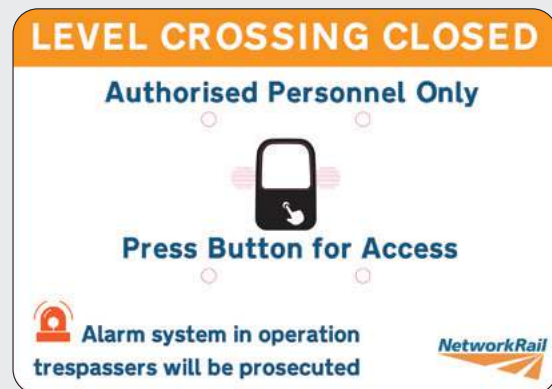 LEVEL CROSSING CLOSED
Authorised Personnel Only
Press Button for Access
Alarm system in operation
trespassers will be prosecuted
NetworkRail